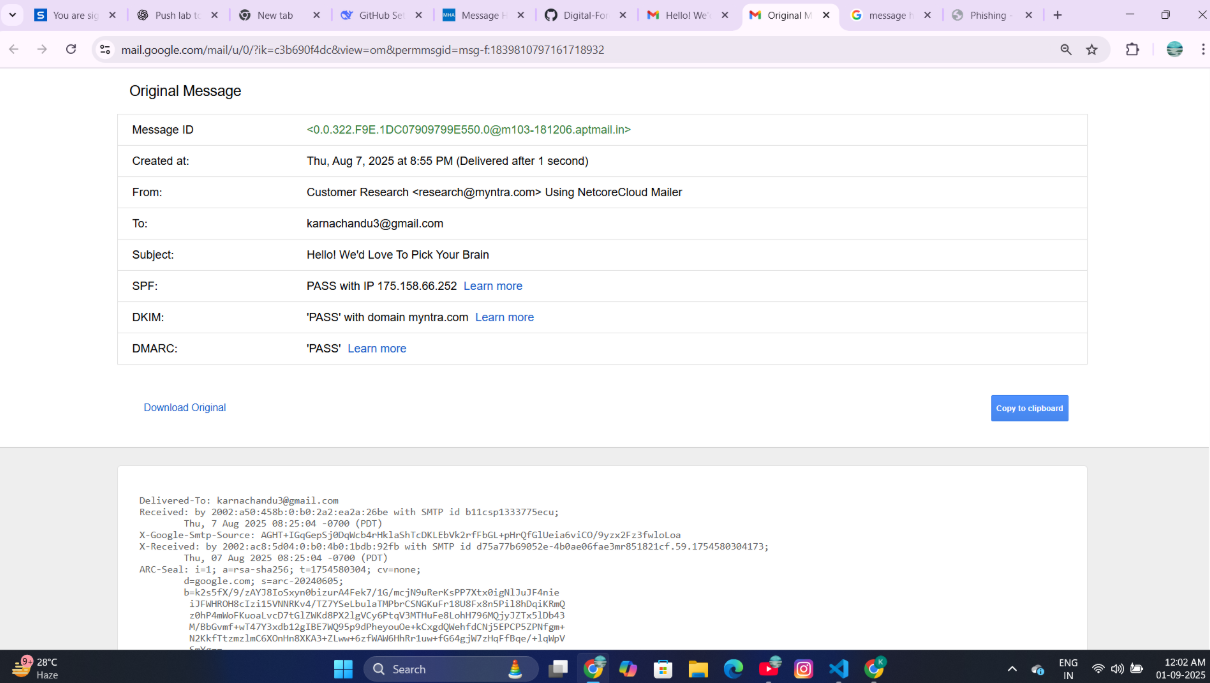 You are sig
Push lab to
New tab
GitHub Set
Message H
Digital-For
Hello! We'd
Original M
message h
Phishing -
mail.google.com/mail/u/0/?ik=c3b690f4dc&view=om&permmsgid=msg-f:1839810797161718932
Original Message
Message ID <0.0.322.F9E.1DC07909799E550.0@m103-181206.aptmail.in>
Created at: Thu, Aug 7, 2025 at 8:55 PM (Delivered after 1 second)
From: Customer Research <research@myntra.com> Using NetcoreCloud Mailer
To: karnachandu3@gmail.com
Subject: Hello! We'd Love To Pick Your Brain
SPF: PASS with IP 175.158.66.252 Learn more
DKIM: 'PASS' with domain myntra.com Learn more
DMARC: 'PASS' Learn more
Download Original
Copy to clipboard
Delivered-To: karnachandu3@gmail.com
Received: by 2002:a50:458b:0:b0:2a2:ea2a:26be with SMTP id b11csp1333775ecu;
Thu, 7 Aug 2025 08:25:04 -0700 (PDT)
X-Google-Smtp-Source: AGHT+IGqGepSj0DqWcb4rHklaShTcDKLEbVk2rfFbGL+pHrQfGlUeia6viCO/9yzx2Fz3fwloLoa
X-Received: by 2002:ac8:5d04:0:b0:4b0:1bdb:92fb with SMTP id d75a77b69052e-4b0ae06fae3mr851821cf.59.1754580304173;
Thu, 07 Aug 2025 08:25:04 -0700 (PDT)
ARC-Seal: i=1; a=rsa-sha256; t=1754580304; cv=none;
d=google.com; s=arc-20240605;
b=k2s5fX/9/zAYJ8IoSxyn0bizurA4Fek7/1G/mcjN9uRerKsPP7Xtx0igNlJuJF4nie
iJFWHROH8cIzi15VNNRKv4/TZ7YSeLbulaTMPbrCSNGKuFr18U8Fx8n5Pil8hDqiKRmQ
z0hP4mWoFKuoaLvcD7tGlZWKd8PX2lgVCy6PtqV3MTHuFe8LohH796MQjyJZTx5lDb43
M/BbGvmf+wT47Y3xdb12gIBE7WQ95p9dPheyouOe+kCxgdQWehfdCNj5EPCP5ZPNfgm+
N2KkfTtzmzlmC6XOnHn8XKA3+ZLww+6zfWAW6HhRr1uw+fG64gjW7zHqFfBqe/+lqWpV
9+
28°C
Haze
Search
ENG
IN
12:02 AM
01-09-2025